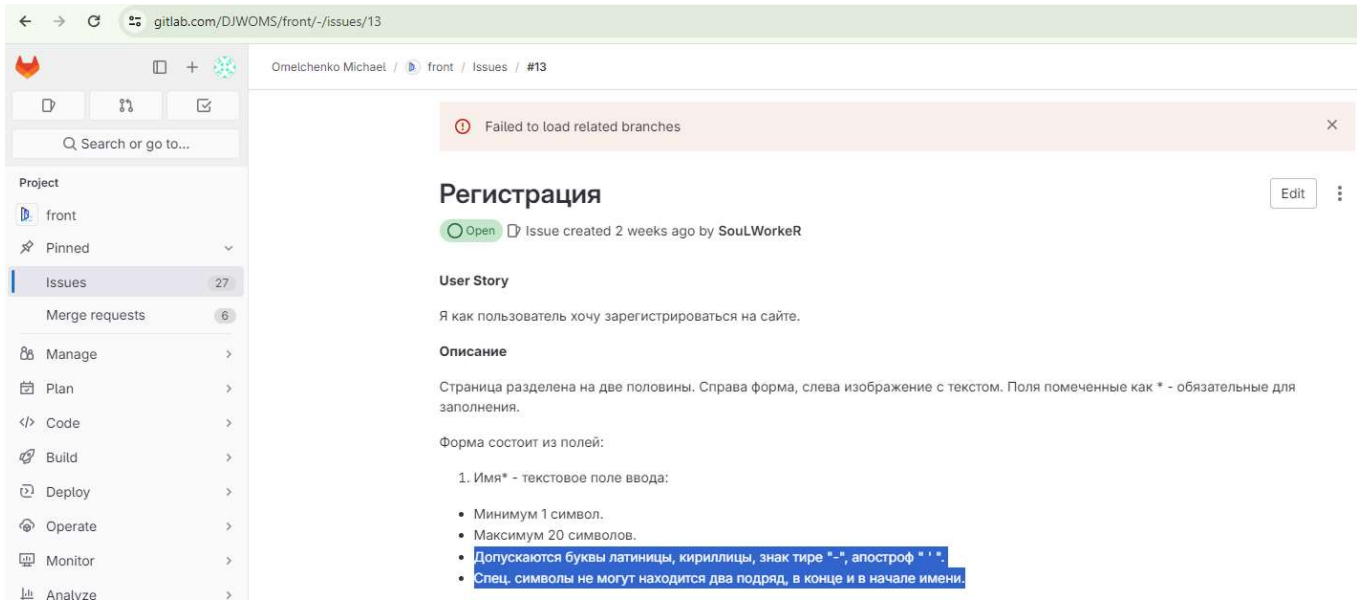 gitlab.com/DJWOMS/front/-/issues/13
Omelchenko Michael / front / Issues / #13
Search or go to...
Project
front
Pinned
Issues 27
Merge requests 6
Manage
Plan
Code
Build
Deploy
Operate
Monitor
Analyze
Failed to load related branches
Регистрация
Edit
Open Issue created 2 weeks ago by SouLWorkeR
User Story
Я как пользователь хочу зарегистрироваться на сайте.
Описание
Страница разделена на две половины. Справа форма, слева изображение с текстом. Поля помеченные как * - обязательные для
заполнения.
Форма состоит из полей:
1. Имя* - текстовое поле ввода:
• Минимум 1 символ.
• Максимум 20 символов.
• Допускаются буквы латиницы, кириллицы, знак тире "-", апостроф " ' ".
• Спец. символы не могут находится два подряд, в конце и в начале имени.